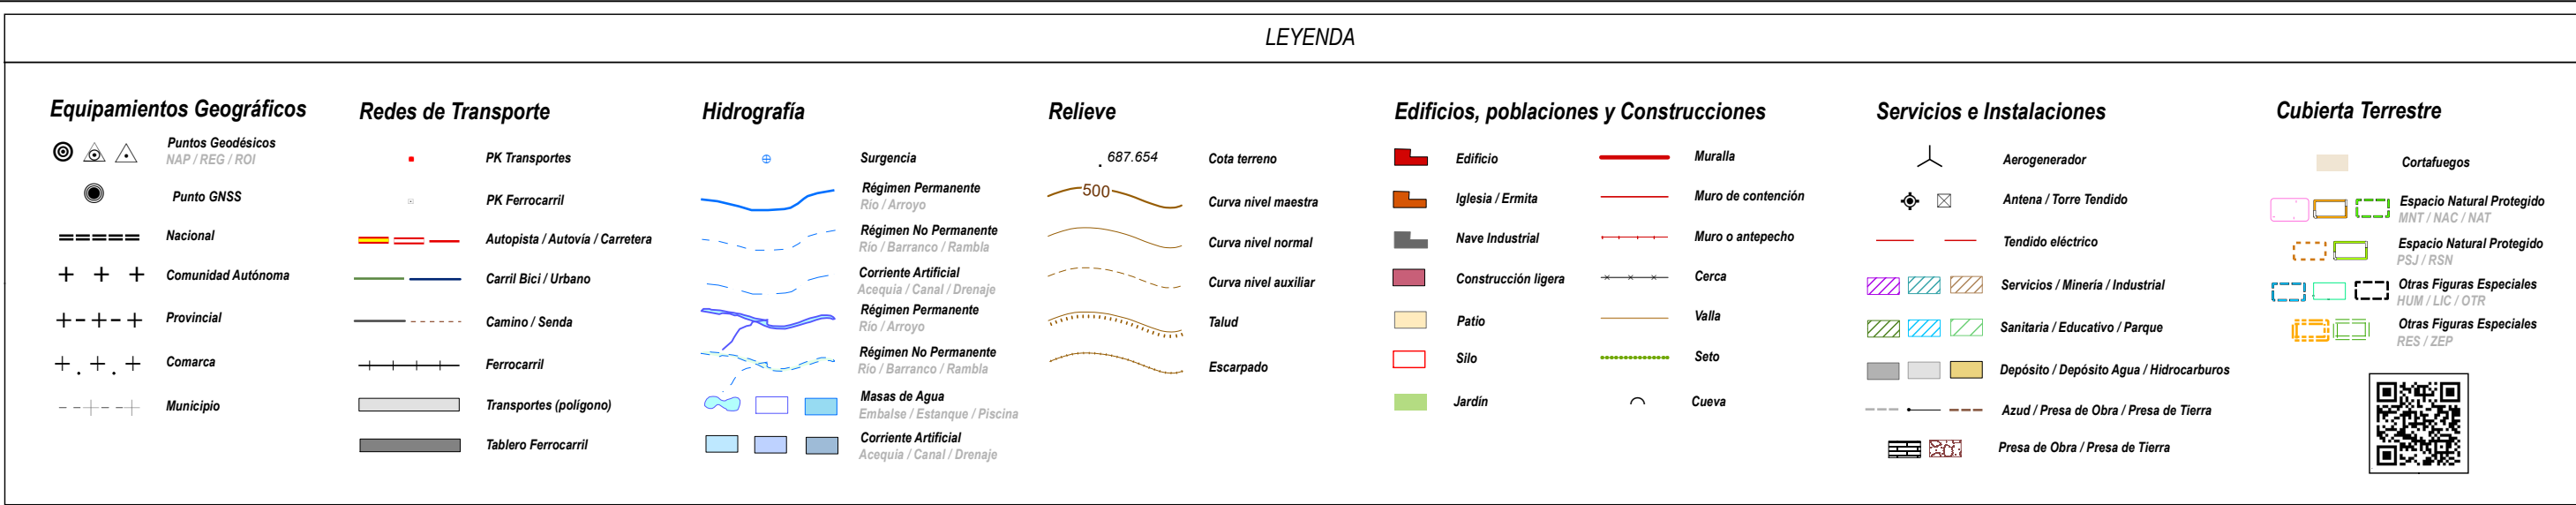 LEYENDA
Equipamientos Geográficos
Puntos Geodésicos
NAP / REG / ROI
Punto GNSS
Nacional
Comunidad Autónoma
Provincial
Comarca
Municipio
Redes de Transporte
PK Transportes
PK Ferrocarril
Autopista / Autovía / Carretera
Carril Bici / Urbano
Camino / Senda
Ferrocarril
Transportes (polígono)
Tablero Ferrocarril
Hidrografía
Surgencia
Régimen Permanente
Río / Arroyo
Régimen No Permanente
Río / Barranco / Rambla
Corriente Artificial
Acequia / Canal / Drenaje
Régimen Permanente
Río / Arroyo
Régimen No Permanente
Río / Barranco / Rambla
Masas de Agua
Embalse / Estanque / Piscina
Corriente Artificial
Acequia / Canal / Drenaje
Relieve
687.654
Cota terreno
500
Curva nivel maestra
Curva nivel normal
Curva nivel auxiliar
Talud
Escarpado
Edificios, poblaciones y Construcciones
Edificio
Iglesia / Ermita
Nave Industrial
Construcción ligera
Patio
Silo
Jardín
Muralla
Muro de contención
Muro o antepecho
Cerca
Valla
Seto
Cueva
Servicios e Instalaciones
Aerogenerador
Antena / Torre Tendido
Tendido eléctrico
Servicios / Minería / Industrial
Sanitaria / Educativo / Parque
Depósito / Depósito Agua / Hidrocarburos
Azud / Presa de Obra / Presa de Tierra
Presa de Obra / Presa de Tierra
Cubierta Terrestre
Cortafuegos
Espacio Natural Protegido
MNT / NAC / NAT
Espacio Natural Protegido
PSJ / RSN
Otras Figuras Especiales
HUM / LIC / OTR
Otras Figuras Especiales
RES / ZEP